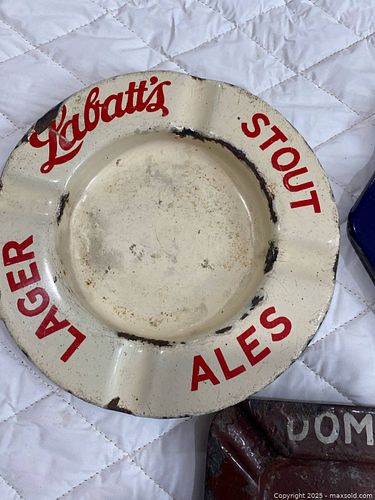 Labatt's
STOUT
ALES
LAGER
DOM
Copyright 2025 - maxsold.com